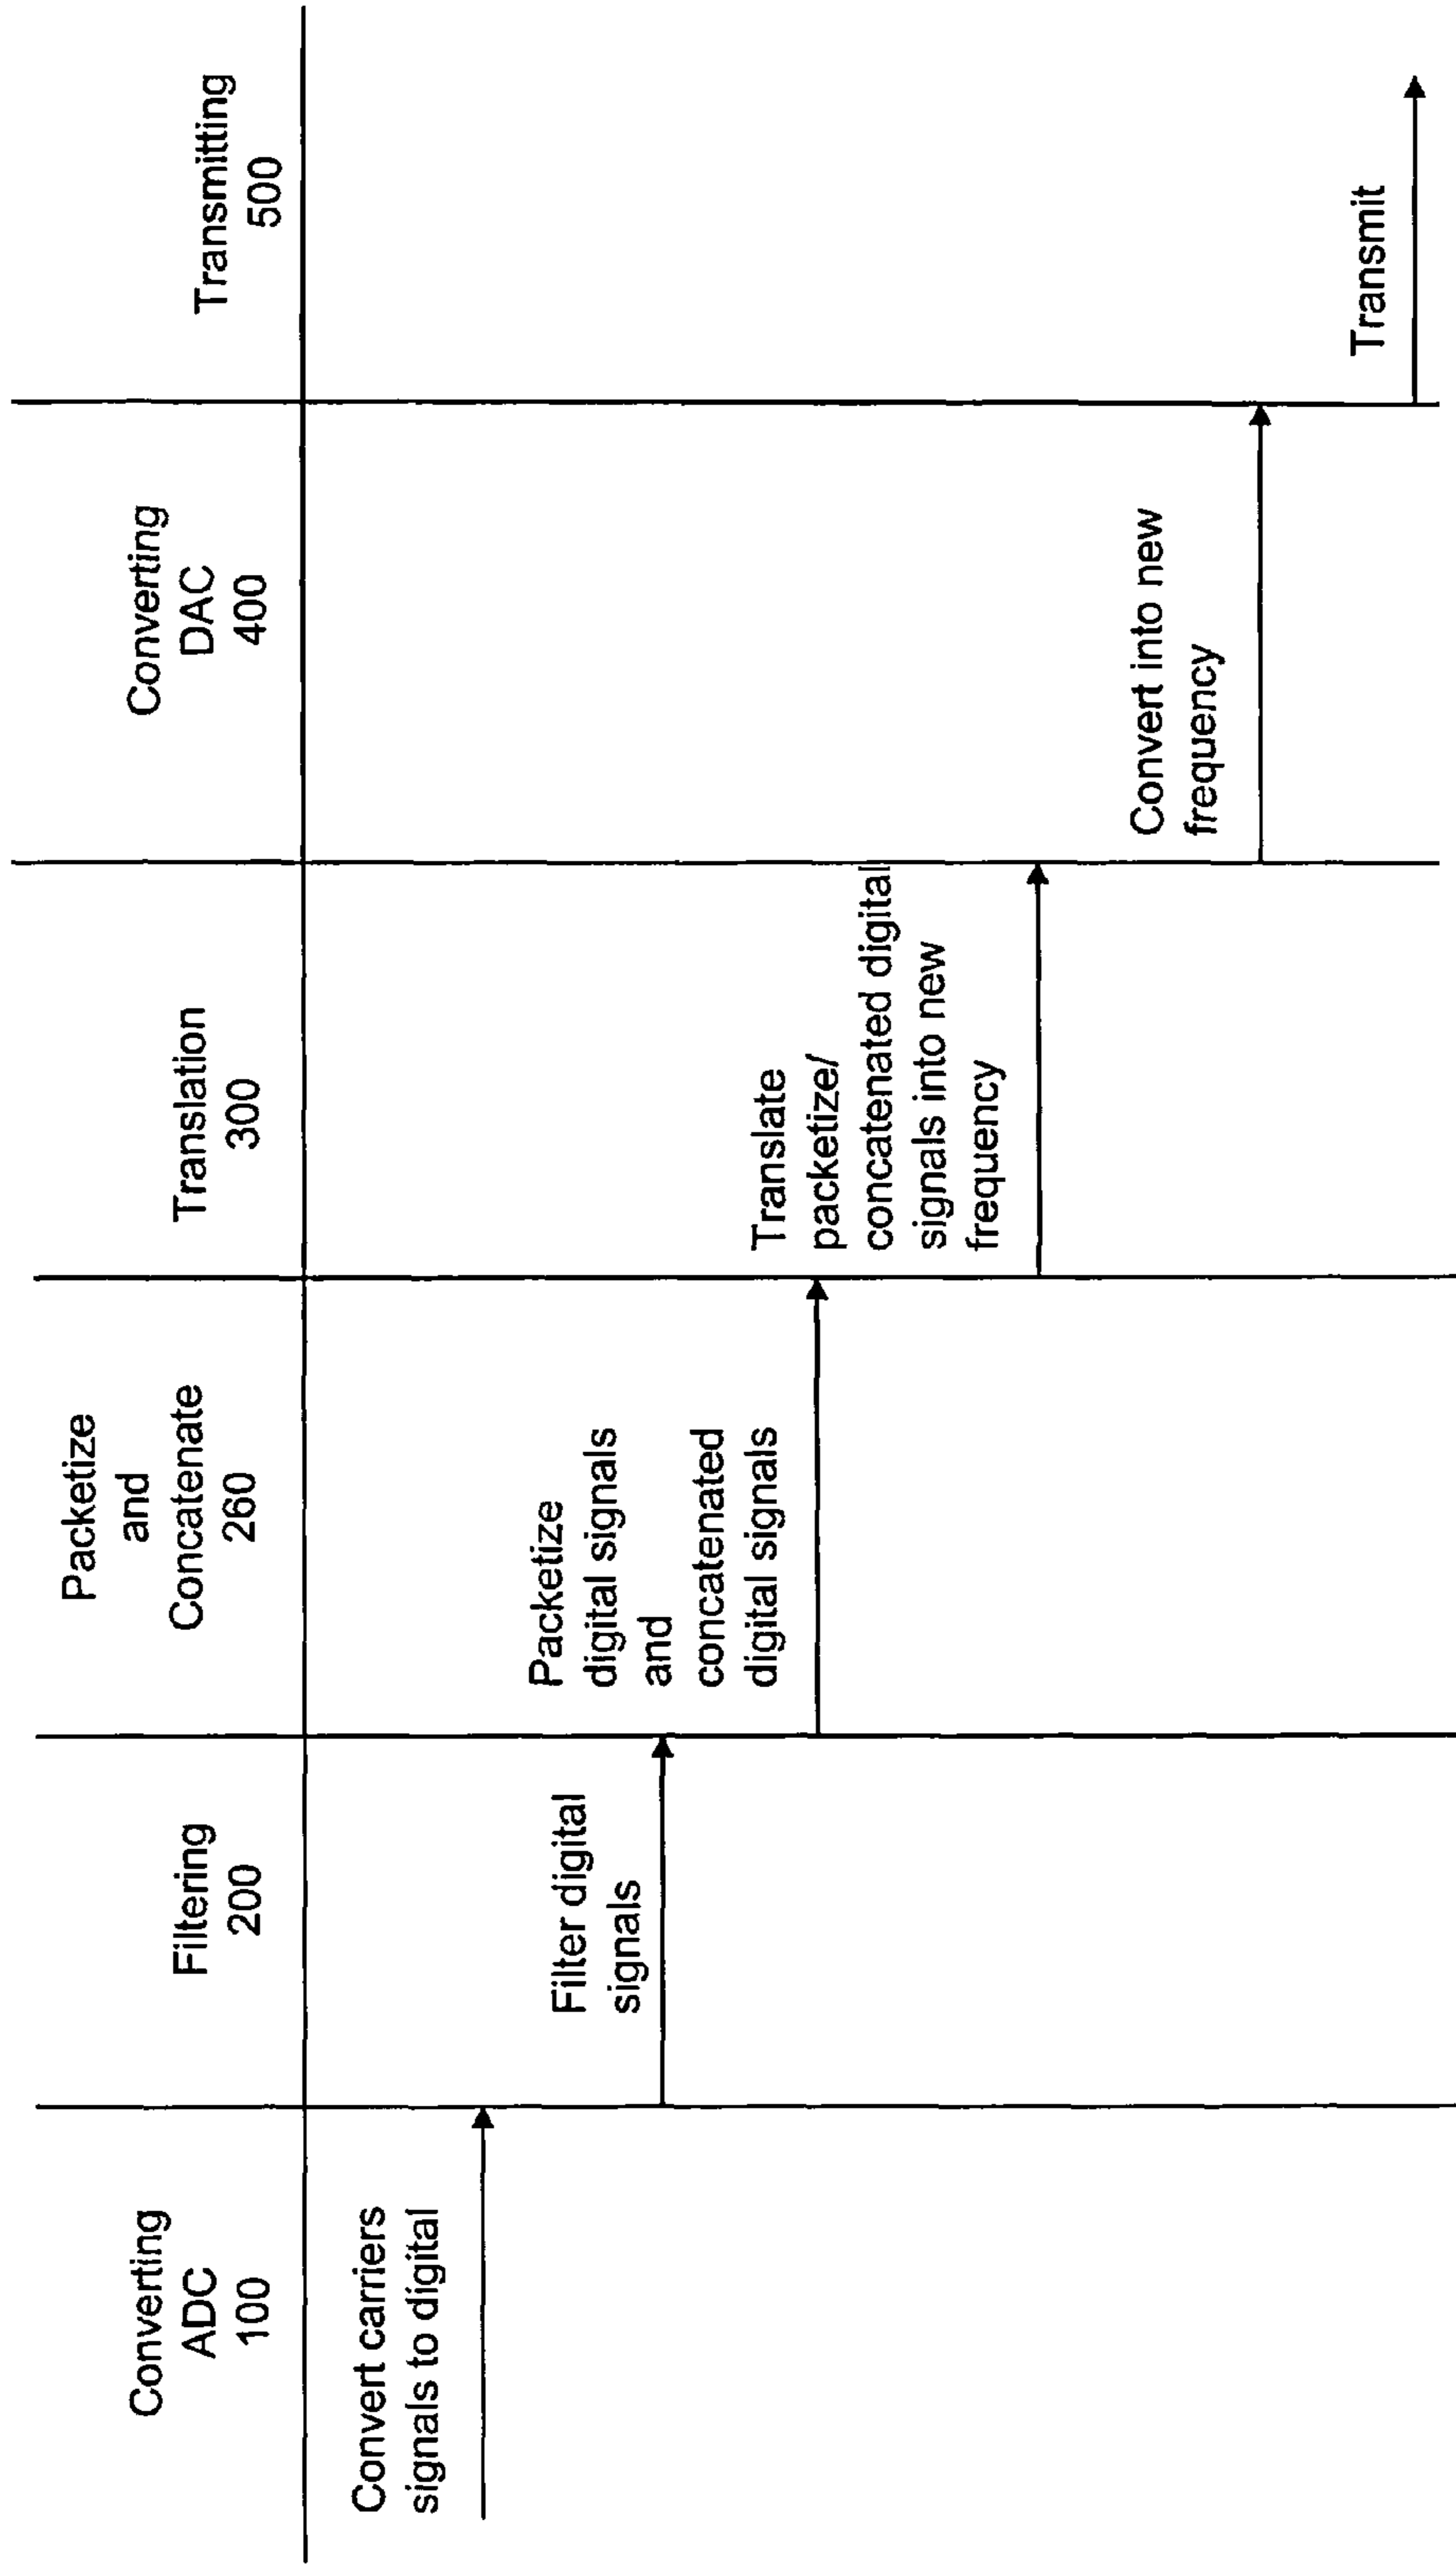 Converting
ADC
100
Filtering
200
Packetize
and
Concatenate
260
Translation
300
Converting
DAC
400
Transmitting
500
Convert carriers
signals to digital
Filter digital
signals
Packetize
digital signals
and
concatenated
digital signals
Translate
packetize/
concatenated digital
signals into new
frequency
Convert into new
frequency
Transmit